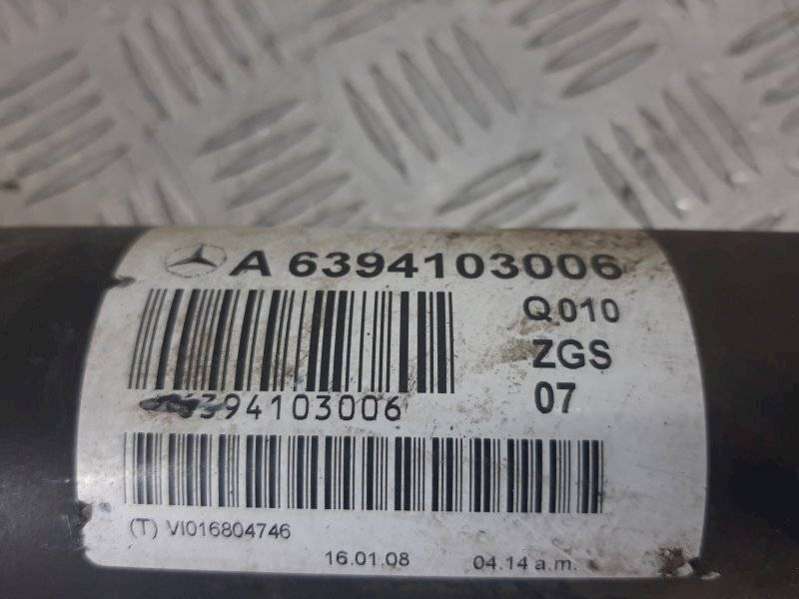 A 6394103006
Q010
ZGS
07
394103006
(T) VI016804746
16.01.08 04.14 a.m.